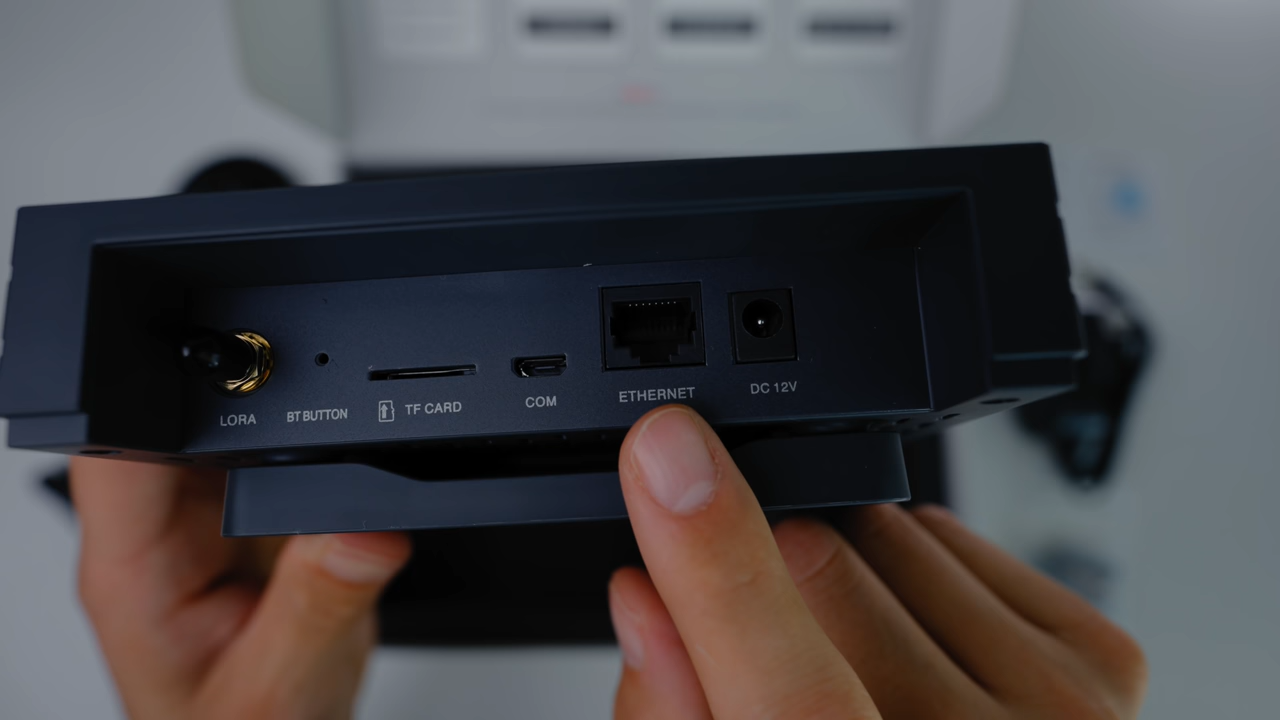 LORA
BT BUTTON
TF CARD
COM
ETHERNET
DC 12V